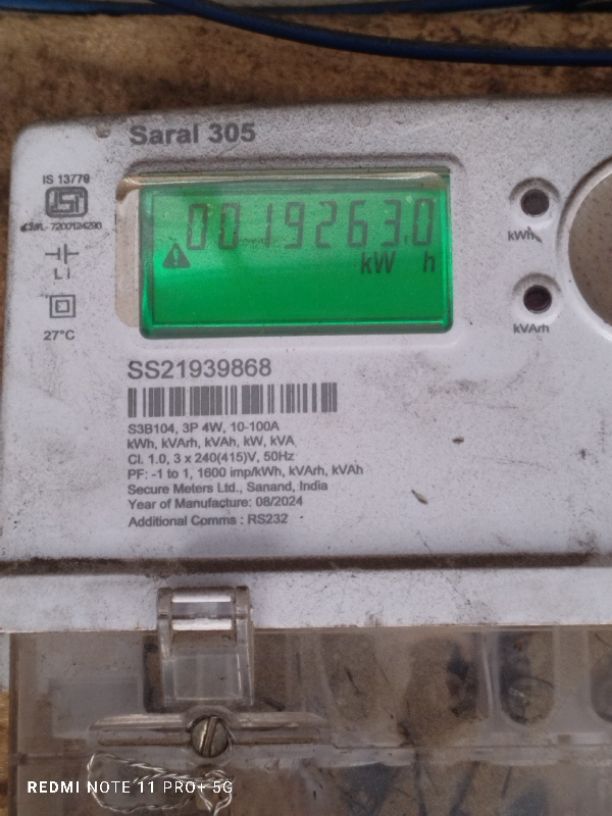 Saral 305
IS 13779
0019263.0
kW h
kWh
L I
kVArh
27°C
SS21939868
S3B104, 3P 4W, 10-100A
kWh, kVArh, kVAh, kW, kVA
Cl. 1.0, 3 x 240(415)V, 50Hz
PF: -1 to 1, 1600 imp/kWh, kVArh, kVAh
Secure Meters Ltd., Sanand, India
Year of Manufacture: 08/2024
Additional Comms : RS232
REDMI NOTE 11 PRO+ 5G